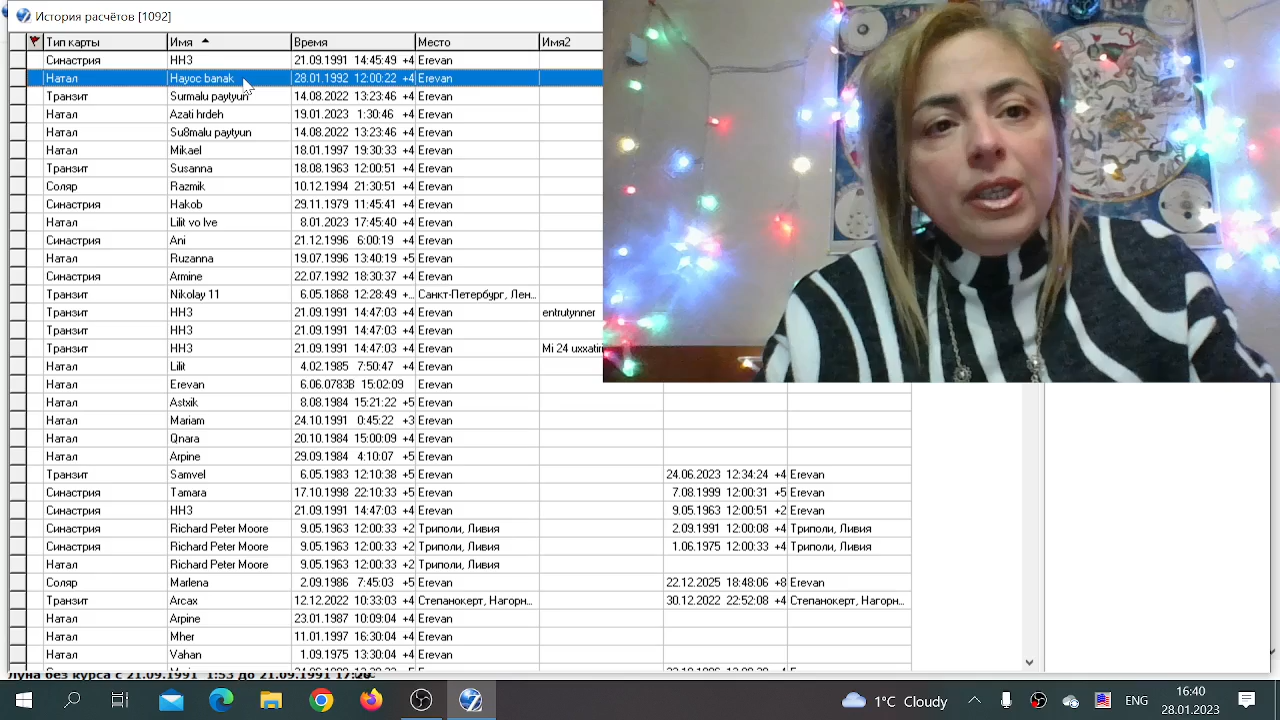 История расчётов [1092]
Тип карты Имя Время Место Имя2
Синастрия НН3 21.09.1991 14:45:49 +4 Erevan
Натал Hayoc banak 28.01.1992 12:00:22 +4 Erevan
Транзит Surmalu paytyun 14.08.2022 13:23:46 +4 Erevan
Натал Azati hrdeh 19.01.2023 1:30:46 +4 Erevan
Натал Su8malu paytyun 14.08.2022 13:23:46 +4 Erevan
Натал Mikael 18.01.1997 19:30:33 +4 Erevan
Транзит Susanna 18.08.1963 12:00:51 +4 Erevan
Соляр Razmik 10.12.1994 21:30:51 +4 Erevan
Синастрия Hakob 29.11.1979 11:45:41 +4 Erevan
Натал Lilit vo lve 8.01.2023 17:45:40 +4 Erevan
Синастрия Ani 21.12.1996 6:00:19 +4 Erevan
Натал Ruzanna 19.07.1996 13:40:19 +5 Erevan
Синастрия Armine 22.07.1992 18:30:37 +4 Erevan
Транзит Nikolay 11 6.05.1868 12:28:49 +... Санкт-Петербург, Лен...
Транзит НН3 21.09.1991 14:47:03 +4 Erevan entrutynner
Транзит НН3 21.09.1991 14:47:03 +4 Erevan
Транзит НН3 21.09.1991 14:47:03 +4 Erevan Mi 24 uxxatir
Натал Lilit 4.02.1985 7:50:47 +4 Erevan
Натал Erevan 6.06.07838 15:02:09 Erevan
Натал Astxik 8.08.1984 15:21:22 +5 Erevan
Натал Mariam 24.10.1991 0:45:22 +3 Erevan
Натал Qnara 20.10.1984 15:00:09 +4 Erevan
Натал Arpine 29.09.1984 4:10:07 +5 Erevan
Транзит Samvel 6.05.1983 12:10:38 +5 Erevan 24.06.2023 12:34:24 +4 Erevan
Синастрия Tamara 17.10.1998 22:10:33 +5 Erevan 7.08.1999 12:00:31 +5 Erevan
Синастрия НН3 21.09.1991 14:47:03 +4 Erevan 9.05.1963 12:00:51 +2 Erevan
Синастрия Richard Peter Moore 9.05.1963 12:00:33 +2 Триполи, Ливия 2.09.1991 12:00:08 +4 Триполи, Ливия
Синастрия Richard Peter Moore 9.05.1963 12:00:33 +2 Триполи, Ливия 1.06.1975 12:00:33 +4 Триполи, Ливия
Натал Richard Peter Moore 9.05.1963 12:00:33 +2 Триполи, Ливия
Соляр Marlena 2.09.1986 7:45:03 +5 Erevan 22.12.2025 18:48:06 +8 Erevan
Транзит Arcax 12.12.2022 10:33:03 +4 Степанокерт, Нагорн... 30.12.2022 22:52:08 +4 Степанокерт, Нагорн...
Натал Arpine 23.01.1987 10:09:04 +4 Erevan
Натал Mher 11.01.1997 16:30:04 +4 Erevan
Натал Vahan 1.09.1975 13:30:04 +4 Erevan
Луна без курса с 21.09.1991 1:53 до 21.09.1991
1°C Cloudy ENG 16:40
28.01.2023